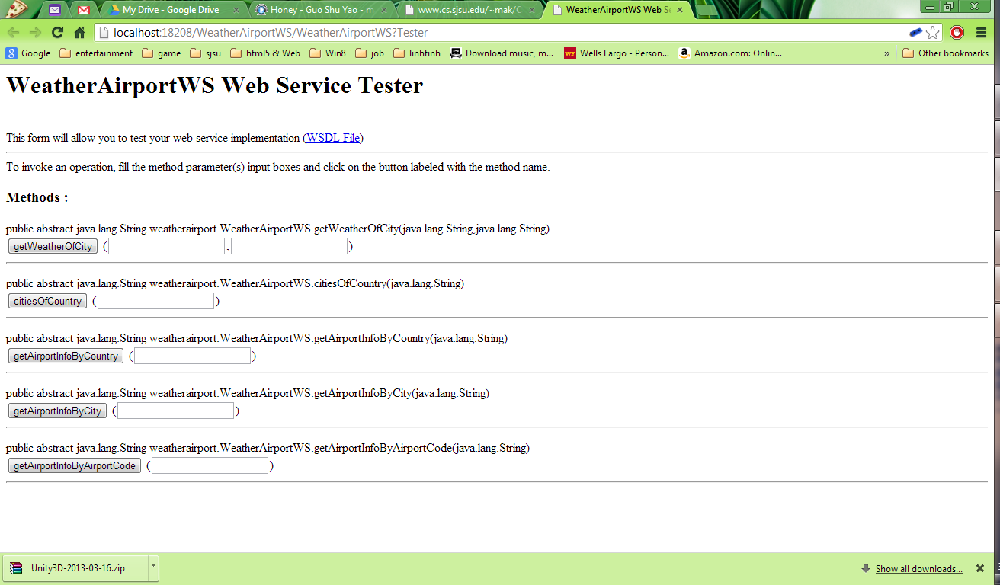 My Drive - Google Drive
Honey - Guo Shu Yao - m
www.cs.sjsu.edu/~mak/C
WeatherAirportWS Web Se
localhost:18208/WeatherAirportWS/WeatherAirportWS?Tester
Google entertainment game sjsu html5 & Web Win8 job linhtinh Download music, m... WF Wells Fargo - Person... Amazon.com: Onlin... » Other bookmarks
WeatherAirportWS Web Service Tester
This form will allow you to test your web service implementation (WSDL File)
To invoke an operation, fill the method parameter(s) input boxes and click on the button labeled with the method name.
Methods :
public abstract java.lang.String weatherairport.WeatherAirportWS.getWeatherOfCity(java.lang.String,java.lang.String)
getWeatherOfCity ( , )
public abstract java.lang.String weatherairport.WeatherAirportWS.citiesOfCountry(java.lang.String)
citiesOfCountry ( )
public abstract java.lang.String weatherairport.WeatherAirportWS.getAirportInfoByCountry(java.lang.String)
getAirportInfoByCountry ( )
public abstract java.lang.String weatherairport.WeatherAirportWS.getAirportInfoByCity(java.lang.String)
getAirportInfoByCity ( )
public abstract java.lang.String weatherairport.WeatherAirportWS.getAirportInfoByAirportCode(java.lang.String)
getAirportInfoByAirportCode ( )
Unity3D-2013-03-16.zip
Show all downloads...